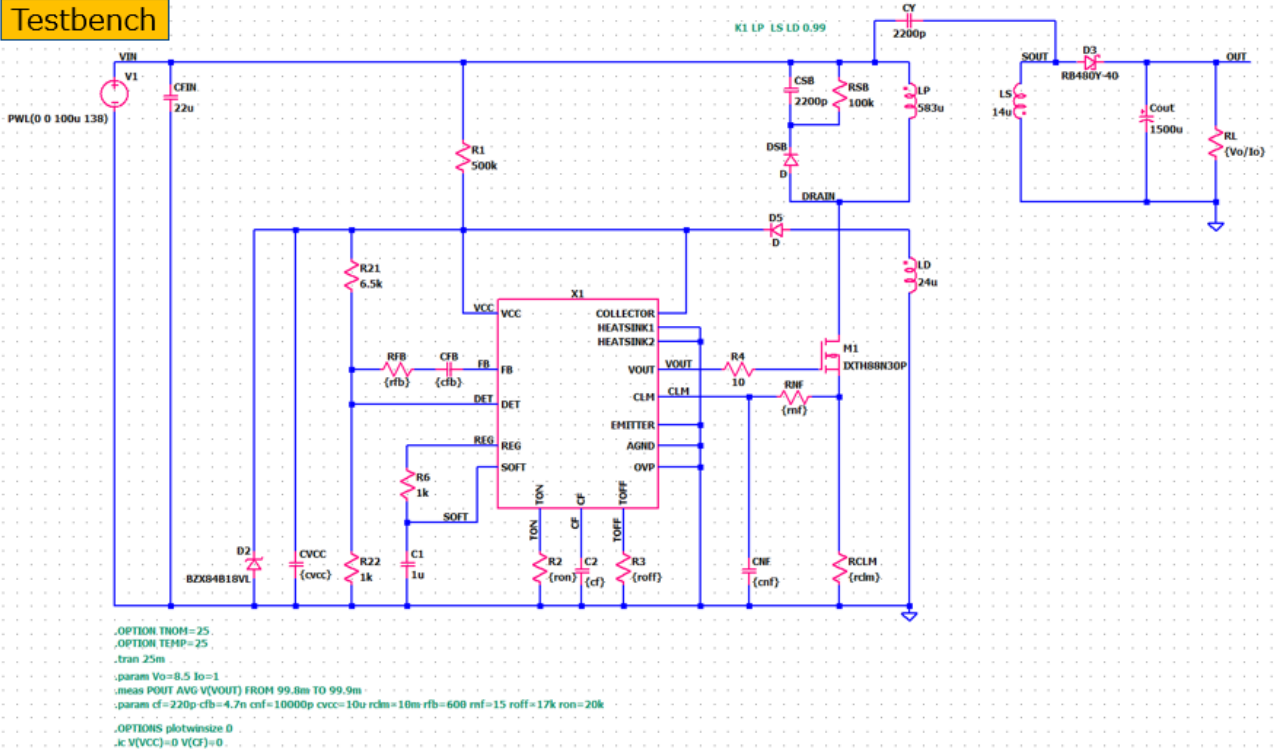 Testbench
K1 LP LS LD 0.99
CY
2200p
VIN
V1
PWL(0 0 100u 138)
CFIN
22u
R1
500k
CSB
2200p
RSB
100k
LP
583u
DSB
D
DRAIN
SOUT
D3
RB480Y-40
OUT
LS
14u
Cout
1500u
RL
{Vo/Io}
D5
D
LD
24u
R21
6.5k
X1
VCC
VCC
COLLECTOR
HEATSINK1
HEATSINK2
RFB
{rfb}
CFB
{cfb}
FB
FB
VOUT
VOUT
R4
10
M1
IXTH88N30P
DET
DET
CLM
CLM
RNF
{rnf}
EMITTER
REG
REG
AGND
SOFT
OVP
R6
1k
SOFT
TON
CF
TOFF
TON
CF
TOFF
D2
BZX84B18VL
CVCC
{cvcc}
R22
1k
C1
1u
R2
{ron}
C2
{cf}
R3
{roff}
CNF
{cnf}
RCLM
{rclm}
.OPTION TNOM=25
.OPTION TEMP=25
.tran 25m
.param Vo=8.5 Io=1
.meas POUT AVG V(VOUT) FROM 99.8m TO 99.9m
.param cf=220p cfb=4.7n cnf=10000p cvcc=10u rclm=10m rfb=600 rnf=15 roff=17k ron=20k
.OPTIONS plotwinsize 0
.ic V(VCC)=0 V(CF)=0